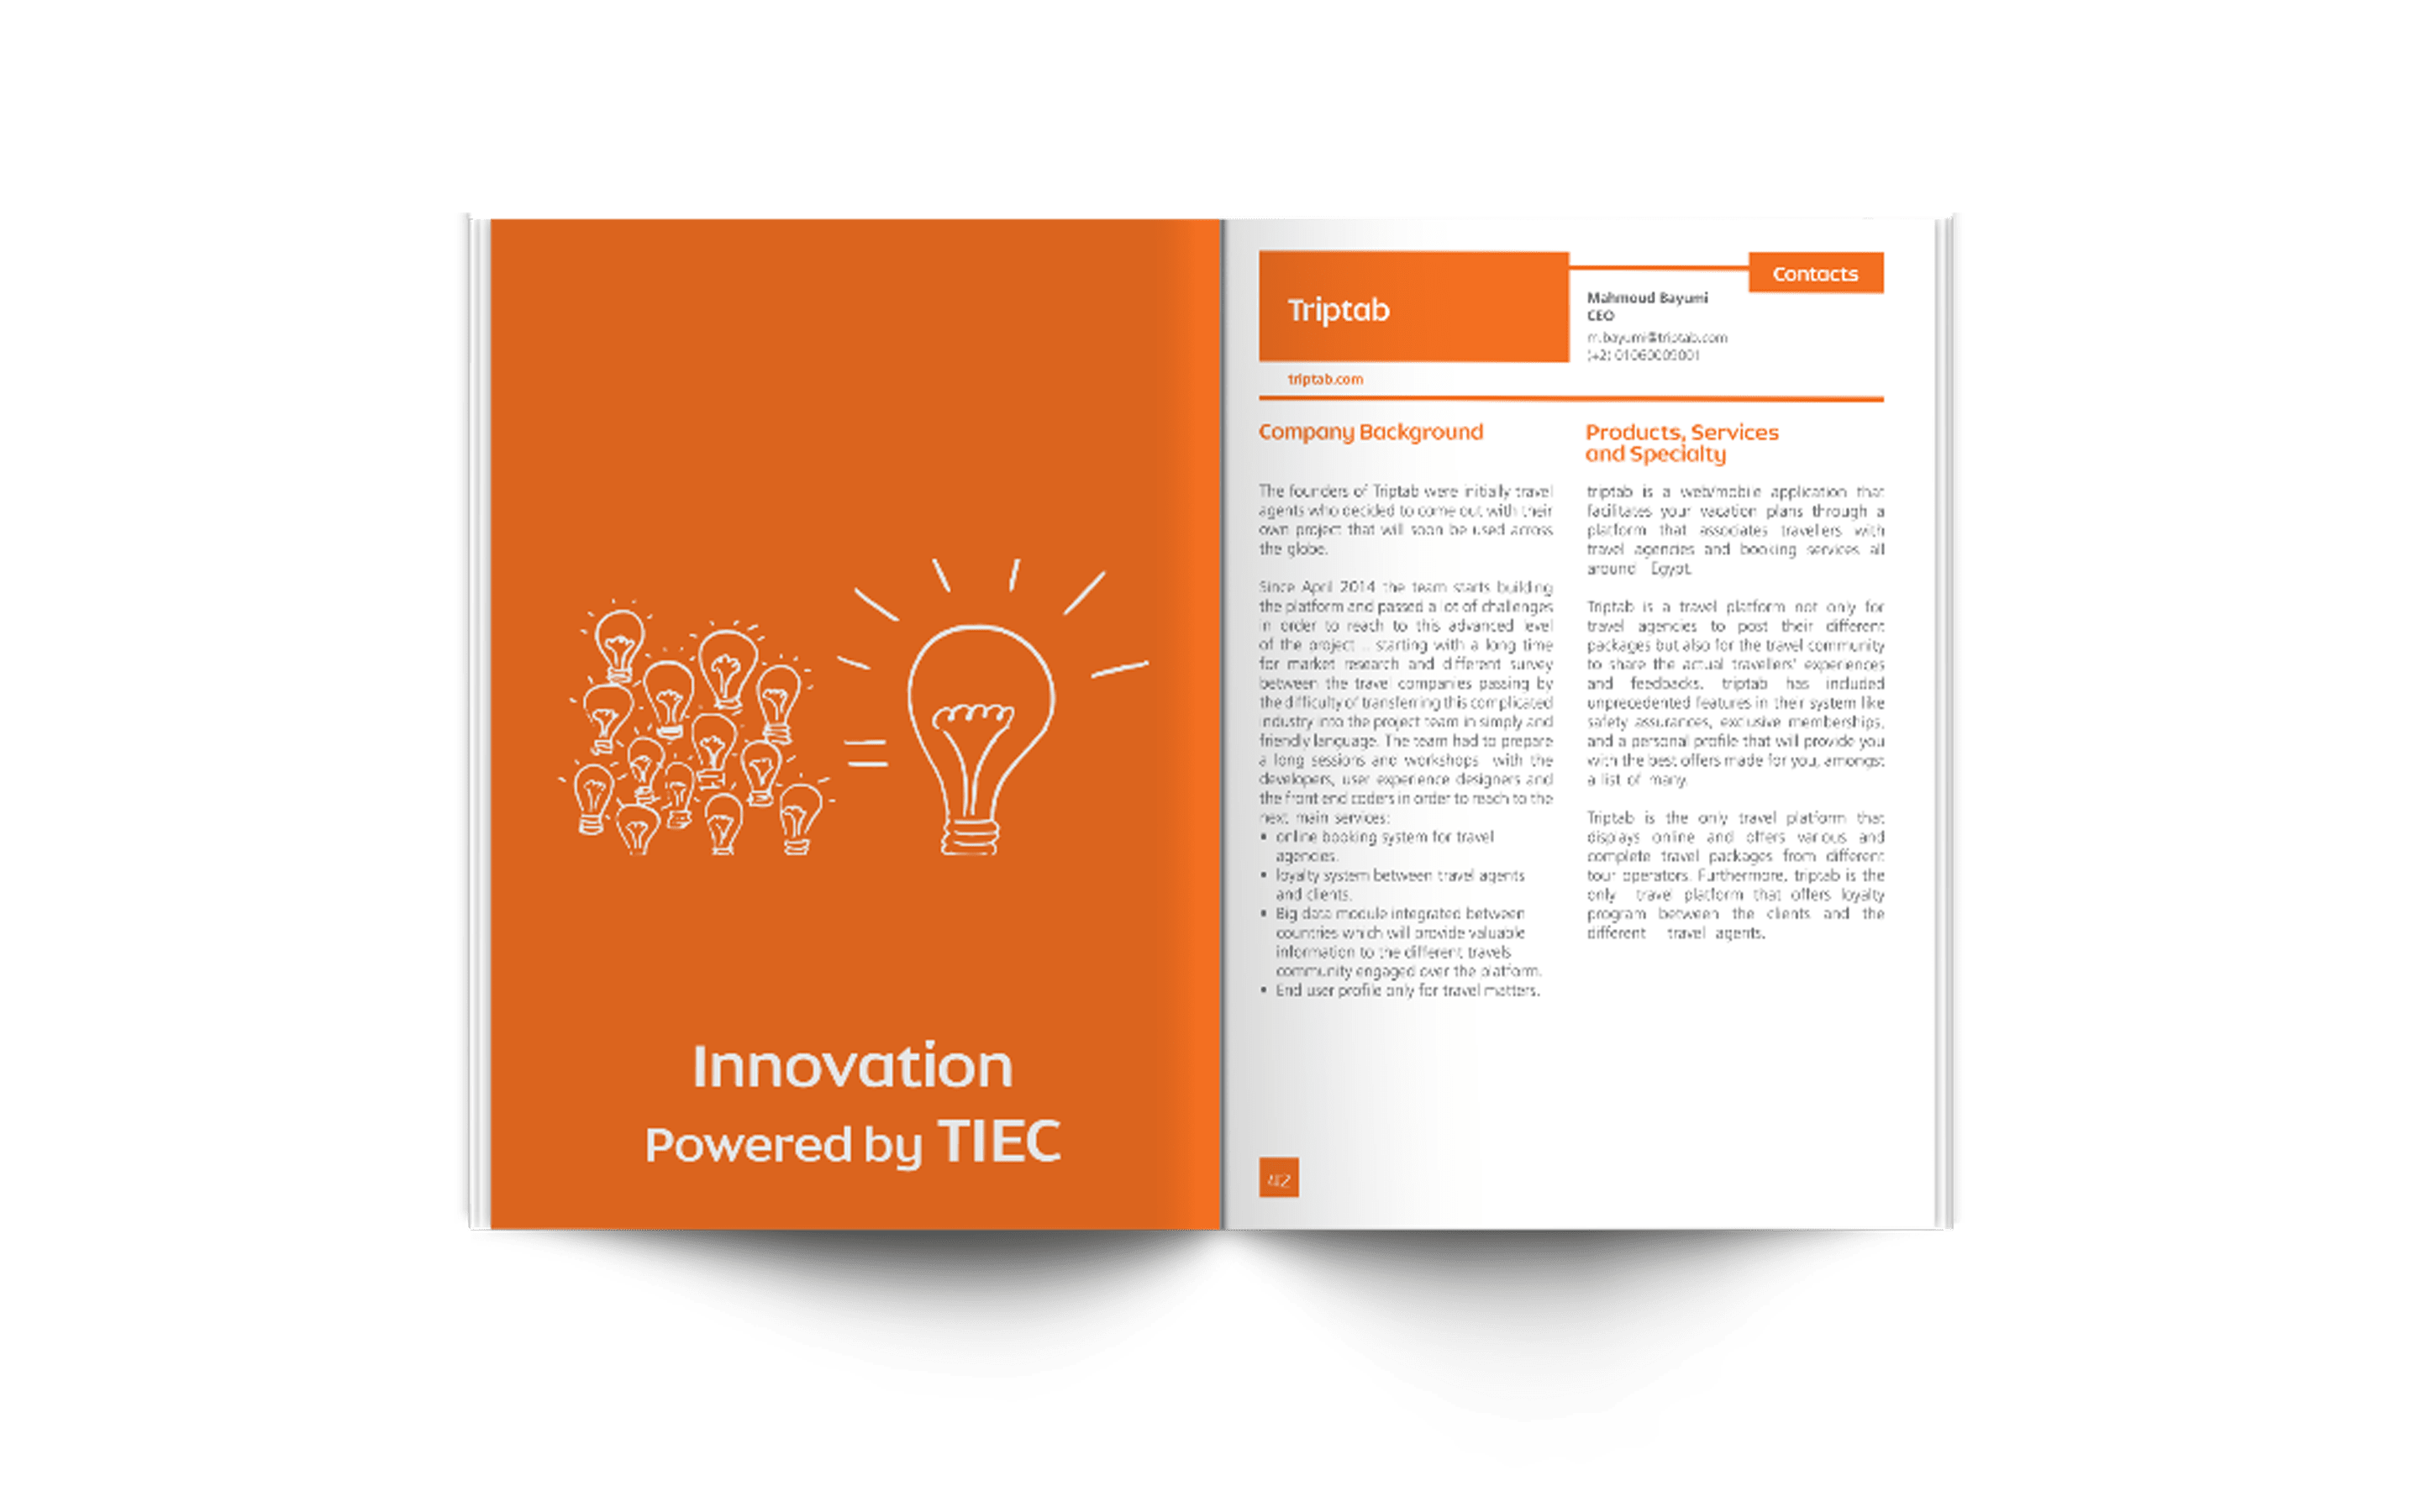 Innovation
Powered by TIEC
Triptab
Contacts
Mahmoud Bayumi
CEO
m.bayumi@triptab.com
(+2) 01060009001
triptab.com
Company Background
The founders of Triptab were initially travel
agents who decided to come out with their
own project that will soon be used across
the globe.
Since April 2014 the team starts building
the platform and passed a lot of challenges
in order to reach to this advanced level
of the project .. starting with a long time
for market research and different survey
between the travel companies passing by
the difficulty of transferring this complicated
industry into the project team in simply and
friendly language. The team had to prepare
a long sessions and workshops with the
developers, user experience designers and
the front end coders in order to reach to the
next main services:
• online booking system for travel
agencies.
• loyalty system between travel agents
and clients.
• Big data module integrated between
countries which will provide valuable
information to the different travels
community engaged over the platform.
• End user profile only for travel matters.
Products, Services
and Specialty
triptab is a web/mobile application that
facilitates your vacation plans through a
platform that associates travellers with
travel agencies and booking services all
around Egypt.
Triptab is a travel platform not only for
travel agencies to post their different
packages but also for the travel community
to share the actual travellers' experiences
and feedbacks. triptab has included
unprecedented features in their system like
safety assurances, exclusive memberships,
and a personal profile that will provide you
with the best offers made for you, amongst
a list of many.
Triptab is the only travel platform that
displays online and offers various and
complete travel packages from different
tour operators. Furthermore, triptab is the
only travel platform that offers loyalty
program between the clients and the
different travel agents.
42